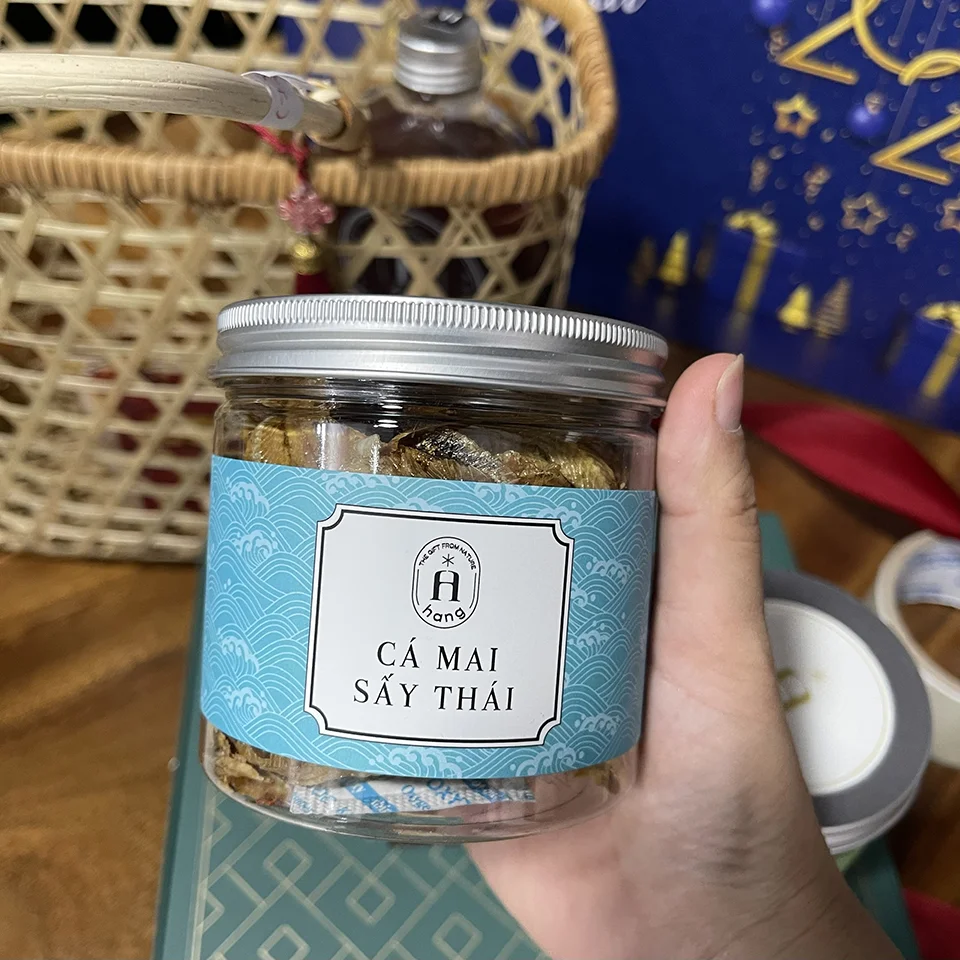 THE GIFT FROM NATURE
H
hang
CÁ MAI
SẤY THÁI